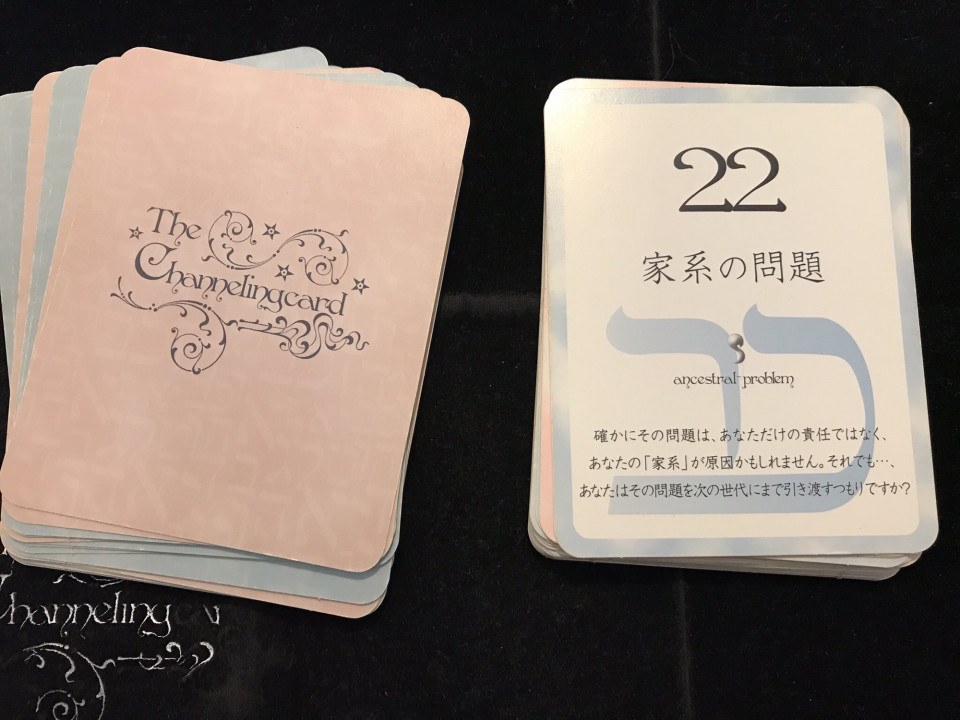 The
Channelingcard
Channeling
22
家系の問題
כד
ancestral problem
確かにその問題は、あなただけの責任ではなく、
あなたの「家系」が原因かもしれません。それでも…、
あなたはその問題を次の世代にまで引き渡すつもりですか?